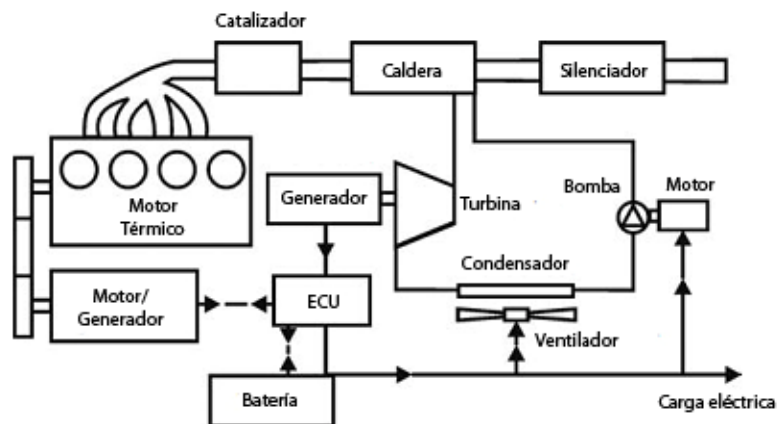 Catalizador
Caldera
Silenciador
Motor
Térmico
Generador
Turbina
Bomba
Motor
Condensador
Motor/
Generador
ECU
Ventilador
Batería
Carga eléctrica